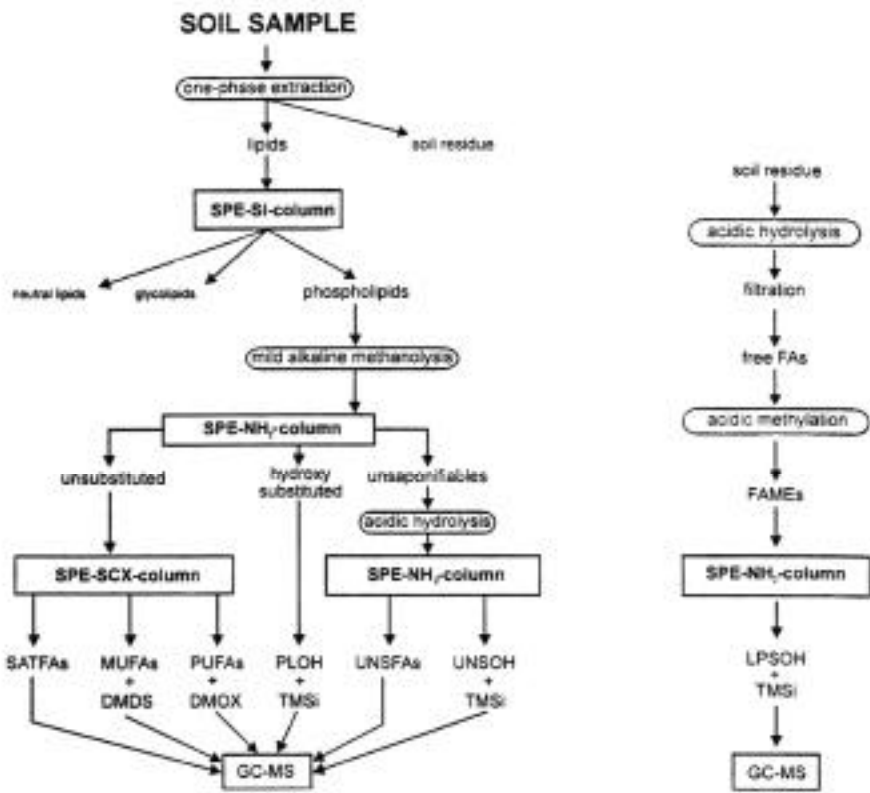 SOIL SAMPLE
one-phase extraction
lipids
soil residue
SPE-SI-column
neutral lipids
glycolipids
phospholipids
mild alkaline methanolysis
SPE-NH₂-column
unsubstituted
hydroxy
substituted
unsaponifiables
acidic hydrolysis
SPE-SCX-column
SPE-NH₂-column
SATFAs
MUFAs
+
DMDS
PUFAs
+
DMOX
PLOH
+
TMSi
UNSFAs
UNSOH
+
TMSi
GC-MS
soil residue
acidic hydrolysis
filtration
free FAs
acidic methylation
FAMEs
SPE-NH₂-column
LPSOH
+
TMSi
GC-MS